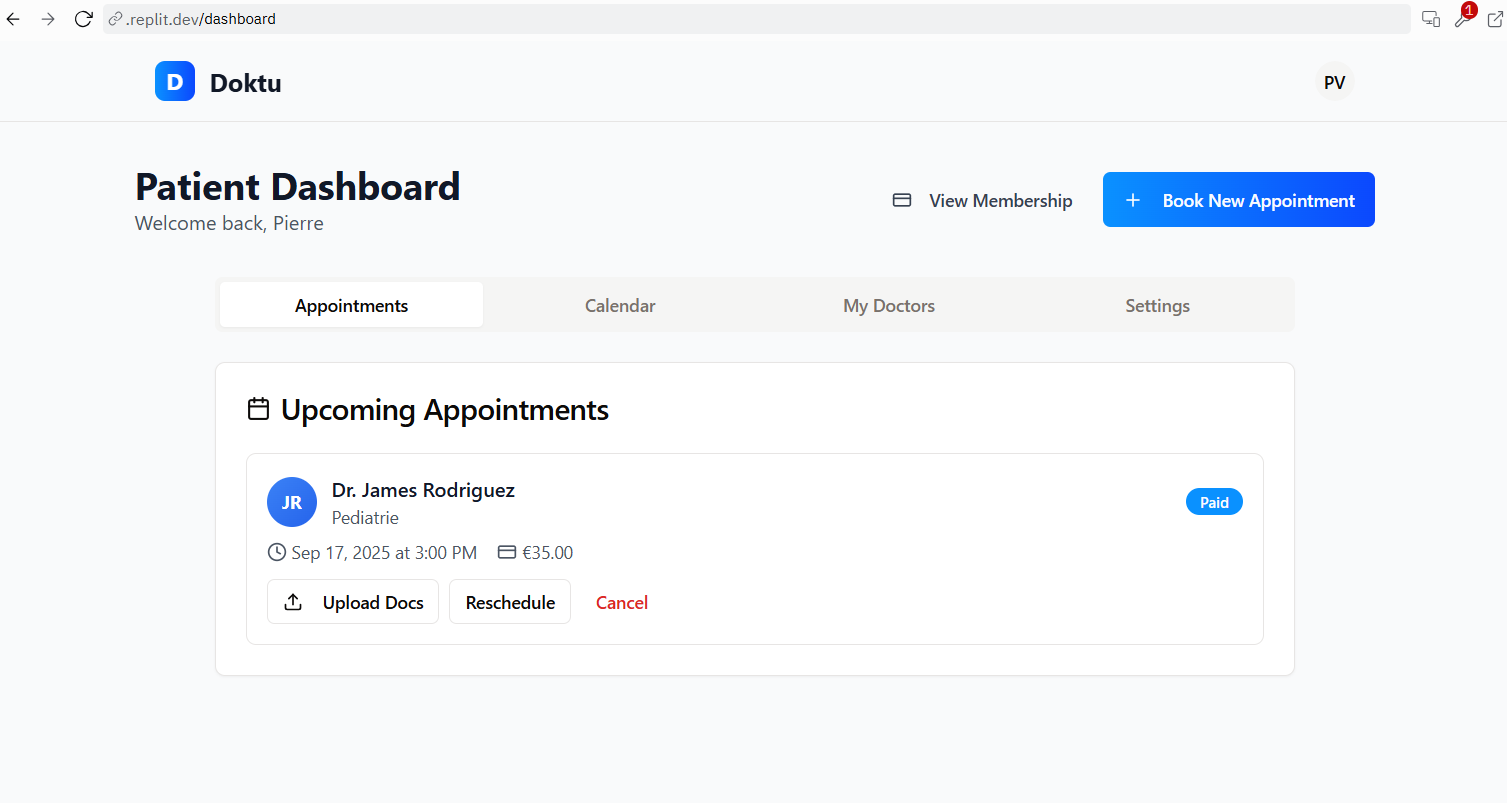 .replit.dev/dashboard
1
D Doktu
PV
Patient Dashboard
Welcome back, Pierre
View Membership
Book New Appointment
Appointments Calendar My Doctors Settings
Upcoming Appointments
JR
Dr. James Rodriguez
Pediatrie
Paid
Sep 17, 2025 at 3:00 PM €35.00
Upload Docs Reschedule Cancel